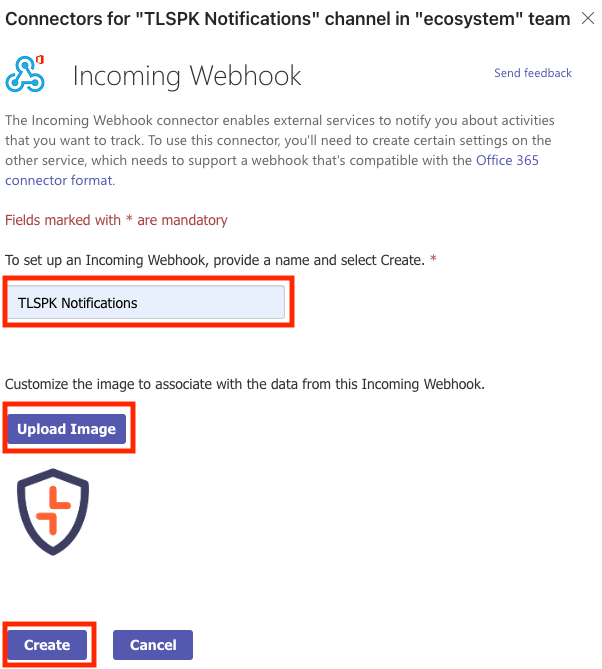 Connectors for "TLSPK Notifications" channel in "ecosystem" team
Incoming Webhook
Send feedback
The Incoming Webhook connector enables external services to notify you about activities
that you want to track. To use this connector, you'll need to create certain settings on the
other service, which needs to support a webhook that's compatible with the Office 365
connector format.
Fields marked with * are mandatory
To set up an Incoming Webhook, provide a name and select Create. *
TLSPK Notifications
Customize the image to associate with the data from this Incoming Webhook.
Upload Image
Create
Cancel